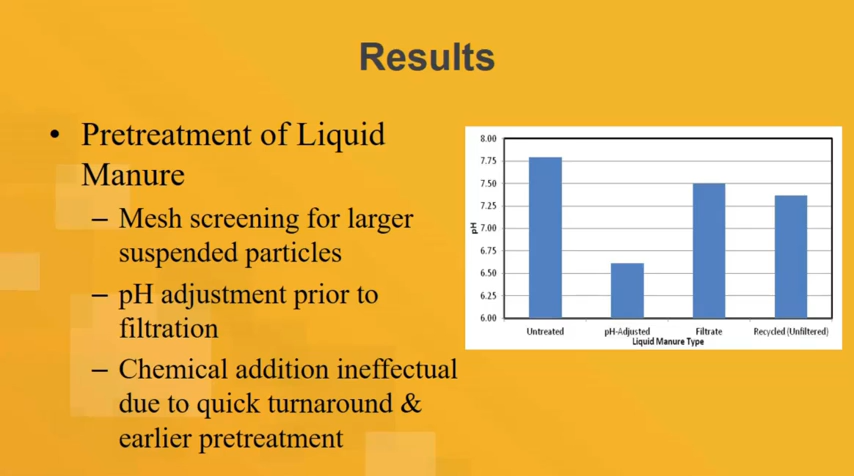 Results
• Pretreatment of Liquid
Manure
– Mesh screening for larger
suspended particles
– pH adjustment prior to
filtration
– Chemical addition ineffectual
due to quick turnaround &
earlier pretreatment
8.00
7.75
7.50
7.25
7.00
6.75
6.50
6.25
6.00
pH
Untreated pH-Adjusted Filtrate Recycled (Unfiltered)
Liquid Manure Type